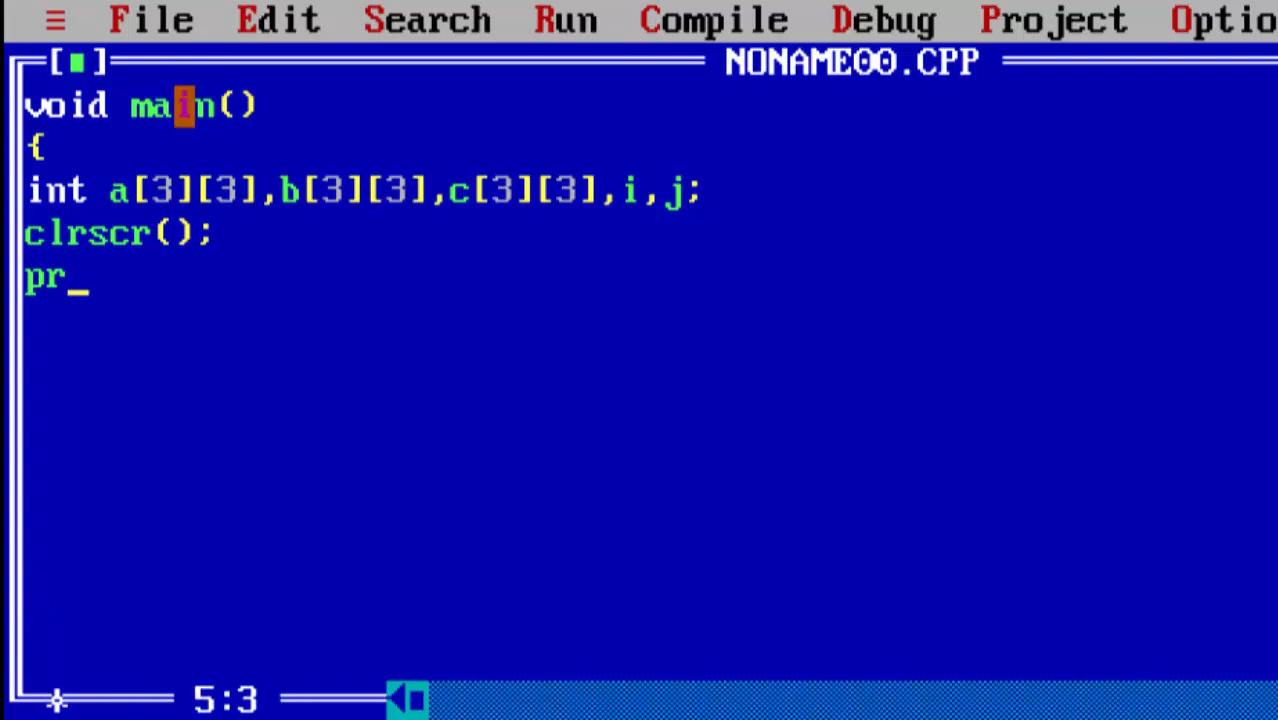 ≡ File Edit Search Run Compile Debug Project Optio
[■] NONAME00.CPP
void main()
{
int a[3][3],b[3][3],c[3][3],i,j;
clrscr();
pr_
5:3